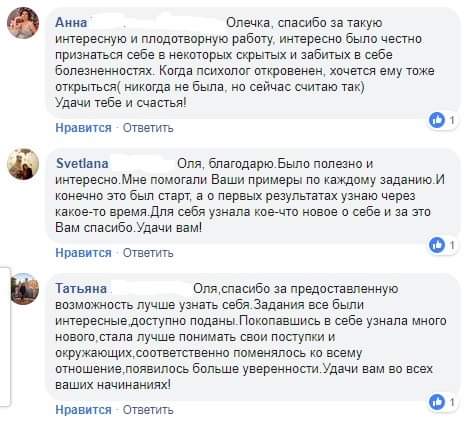 Анна Олечка, спасибо за такую
интересную и плодотворную работу, интересно было честно
признаться себе в некоторых скрытых и забитых в себе
болезненностях. Когда психолог откровенен, хочется ему тоже
открыться( никогда не была, но сейчас считаю так)
Удачи тебе и счастья!
1
Нравится · Ответить
Svetlana Оля, благодарю.Было полезно и
интересно.Мне помогали Ваши примеры по каждому заданию.И
конечно это был старт, а о первых результатах узнаю через
какое-то время.Для себя узнала кое-что новое о себе и за это
Вам спасибо.Удачи вам!
1
Нравится · Ответить
Татьяна Оля,спасибо за предоставленную
возможность лучше узнать себя.Задания все были
интересные,доступно поданы.Покопавшись в себе узнала много
нового,стала лучше понимать свои поступки и
окружающих,соответственно поменялось ко всему
отношение,появилось больше уверенности.Удачи вам во всех
ваших начинаниях!
1
Нравится · Ответить